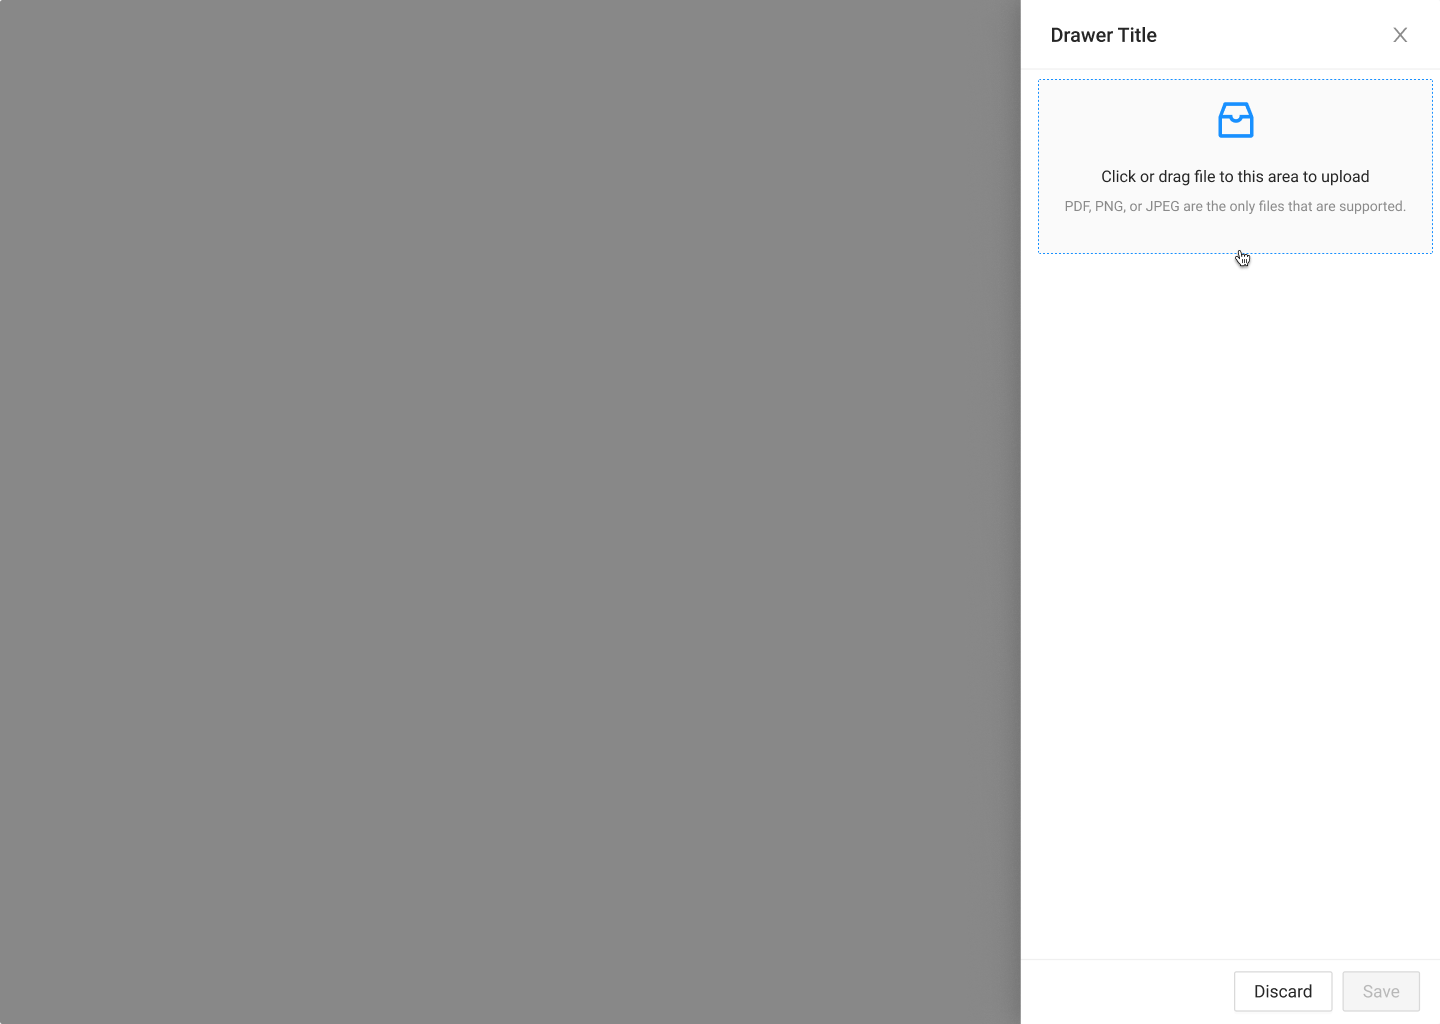 Drawer Title
Click or drag file to this area to upload
PDF, PNG, or JPEG are the only files that are supported.
Discard
Save